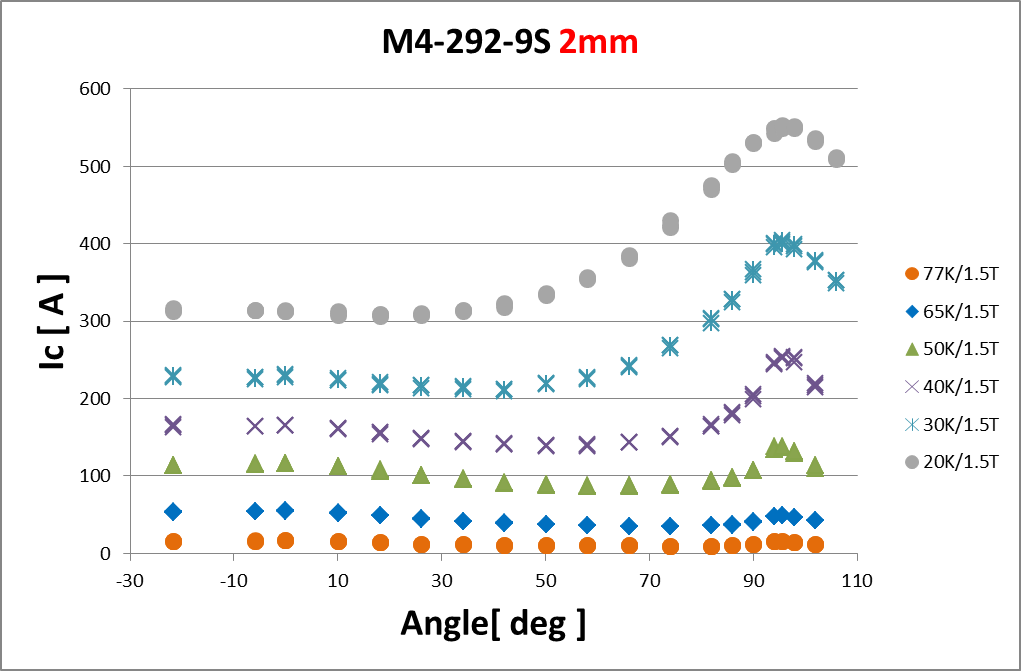 M4-292-9S 2mm
600
500
400
300
200
100
0
-30 -10 10 30 50 70 90 110
Ic [ A ]
Angle[ deg ]
77K/1.5T
65K/1.5T
50K/1.5T
40K/1.5T
30K/1.5T
20K/1.5T